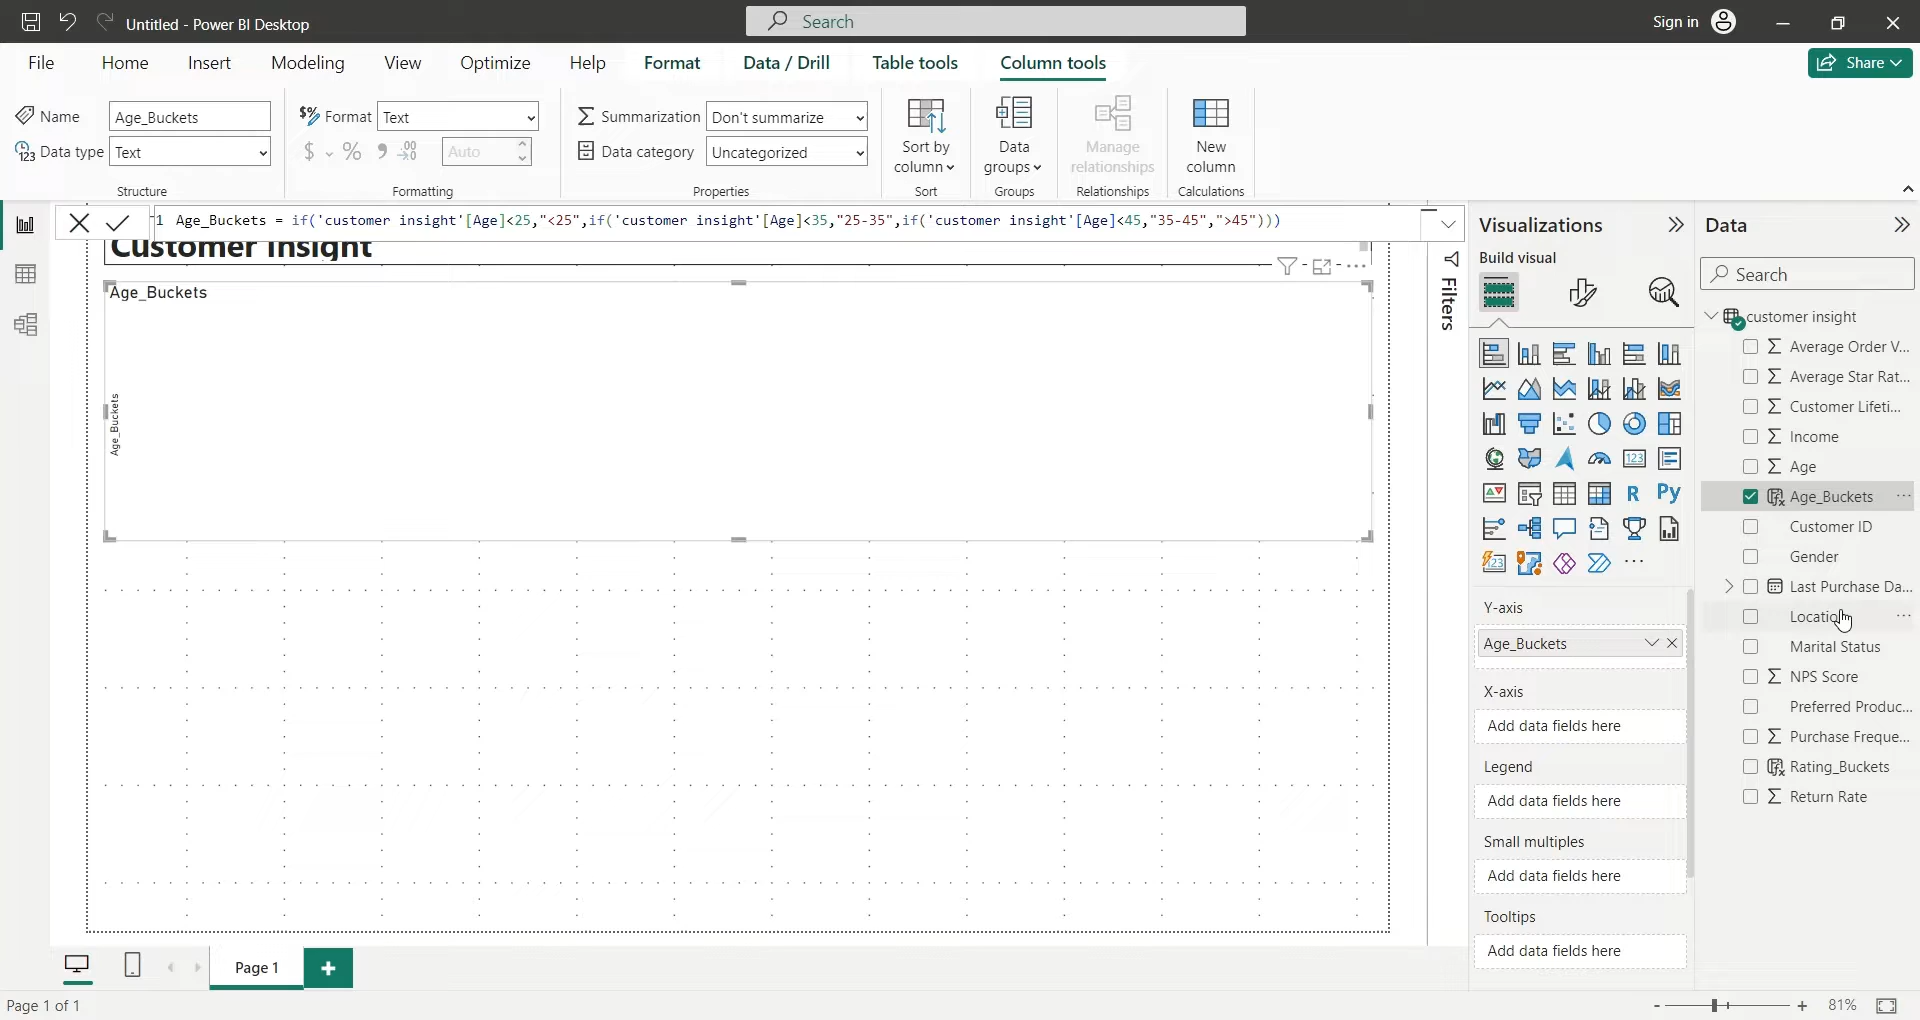 Untitled - Power BI Desktop
Search
Sign in
File
Home
Insert
Modeling
View
Optimize
Help
Format
Data / Drill
Table tools
Column tools
Share
Name
Age_Buckets
Data type
Text
Structure
Format
Text
$
%
Auto
Formatting
Summarization
Don't summarize
Data category
Uncategorized
Properties
Sort by
column
Sort
Data
groups
Groups
Manage
relationships
Relationships
New
column
Calculations
1 Age_Buckets = if('customer insight'[Age]<25,"<25",if('customer insight'[Age]<35,"25-35",if('customer insight'[Age]<45,"35-45",">45")))
Customer Insight
Age_Buckets
Age_Buckets
Filters
Visualizations
Build visual
Y-axis
Age_Buckets
X-axis
Add data fields here
Legend
Add data fields here
Small multiples
Add data fields here
Tooltips
Add data fields here
Data
Search
customer insight
Average Order V...
Average Star Rat...
Customer Lifeti...
Income
Age
Age_Buckets
Customer ID
Gender
Last Purchase Da...
Location
Marital Status
NPS Score
Preferred Produc...
Purchase Freque...
Rating_Buckets
Return Rate
Page 1
Page 1 of 1
81%